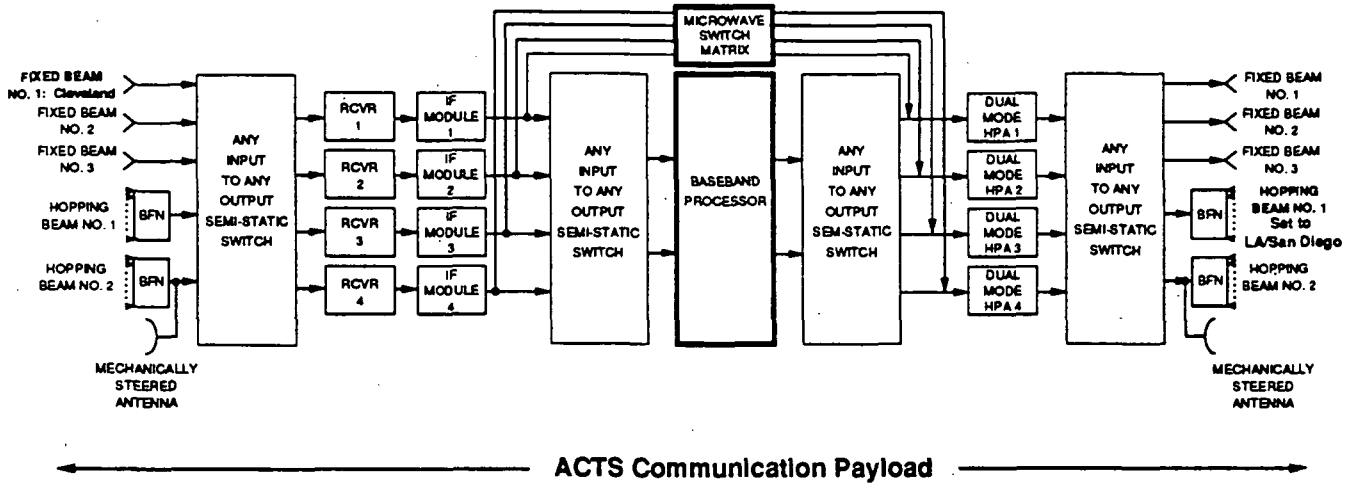 MICROWAVE
SWITCH
MATRIX
FIXED BEAM
NO. 1: Cleveland
FIXED BEAM
NO. 2
FIXED BEAM
NO. 3
HOPPING
BEAM NO. 1
BFN
HOPPING
BEAM NO. 2
BFN
MECHANICALLY
STEERED
ANTENNA
ANY
INPUT
TO ANY
OUTPUT
SEMI-STATIC
SWITCH
RCVR
1
RCVR
2
RCVR
3
RCVR
4
IF
MODULE
1
IF
MODULE
2
IF
MODULE
3
IF
MODULE
4
ANY
INPUT
TO ANY
OUTPUT
SEMI-STATIC
SWITCH
BASEBAND
PROCESSOR
ANY
INPUT
TO ANY
OUTPUT
SEMI-STATIC
SWITCH
DUAL
MODE
HPA 1
DUAL
MODE
HPA 2
DUAL
MODE
HPA 3
DUAL
MODE
HPA 4
ANY
INPUT
TO ANY
OUTPUT
SEMI-STATIC
SWITCH
FIXED BEAM
NO. 1
FIXED BEAM
NO. 2
FIXED BEAM
NO. 3
BFN
HOPPING
BEAM NO. 1
Set to
LA/San Diego
BFN
HOPPING
BEAM NO. 2
MECHANICALLY
STEERED
ANTENNA
ACTS Communication Payload